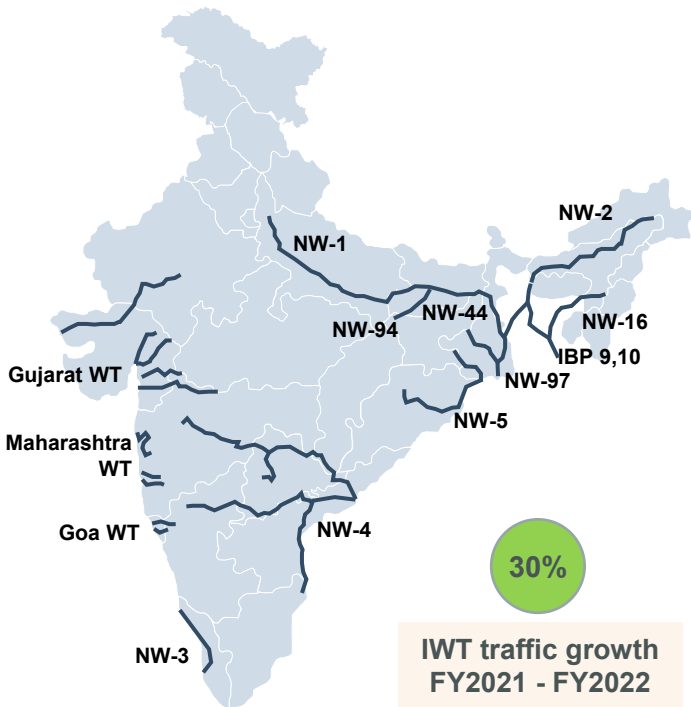 NW-2
NW-1
NW-94
NW-44
NW-16
IBP 9,10
Gujarat WT
NW-97
NW-5
Maharashtra
WT
Goa WT
NW-4
30%
NW-3
IWT traffic growth
FY2021 - FY2022